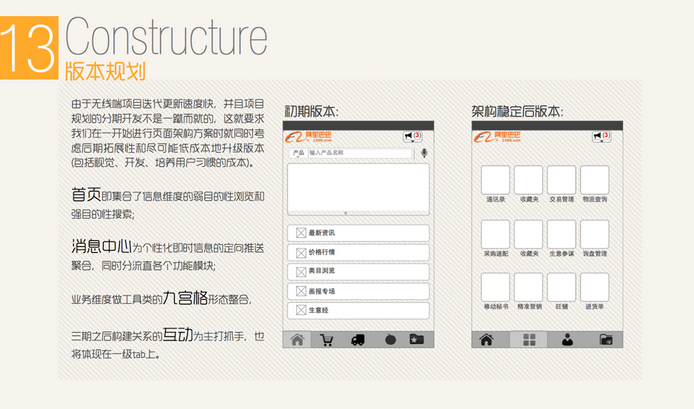 13
Constructure
版本规划
由于无线端项目迭代更新速度快，并且项目
规划的分期开发不是一蹴而就的，这就要求
我们在一开始进行页面架构方案时就同时考
虑后期拓展性和尽可能低成本地升级版本
(包括视觉、开发、培养用户习惯的成本)。
首页即集合了信息维度的弱目的性浏览和
强目的性搜索;
消息中心为个性化即时信息的定向推送
聚合，同时分流直各个功能模块;
业务维度做工具类的九宫格形态整合，
三期之后构建关系的互动为主打抓手，也
将体现在一级tab上。
初期版本:
阿里巴巴
1688.com
(3)
产品
输入产品名称
最新资讯
价格行情
类目浏览
画报专场
生意经
架构稳定后版本:
阿里巴巴
1688.com
(3)
通讯录 收藏夹 交易管理 物流查询
采购速配 收藏夹 生意参谋 询盘管理
移动秘书 精准营销 旺铺 进货单